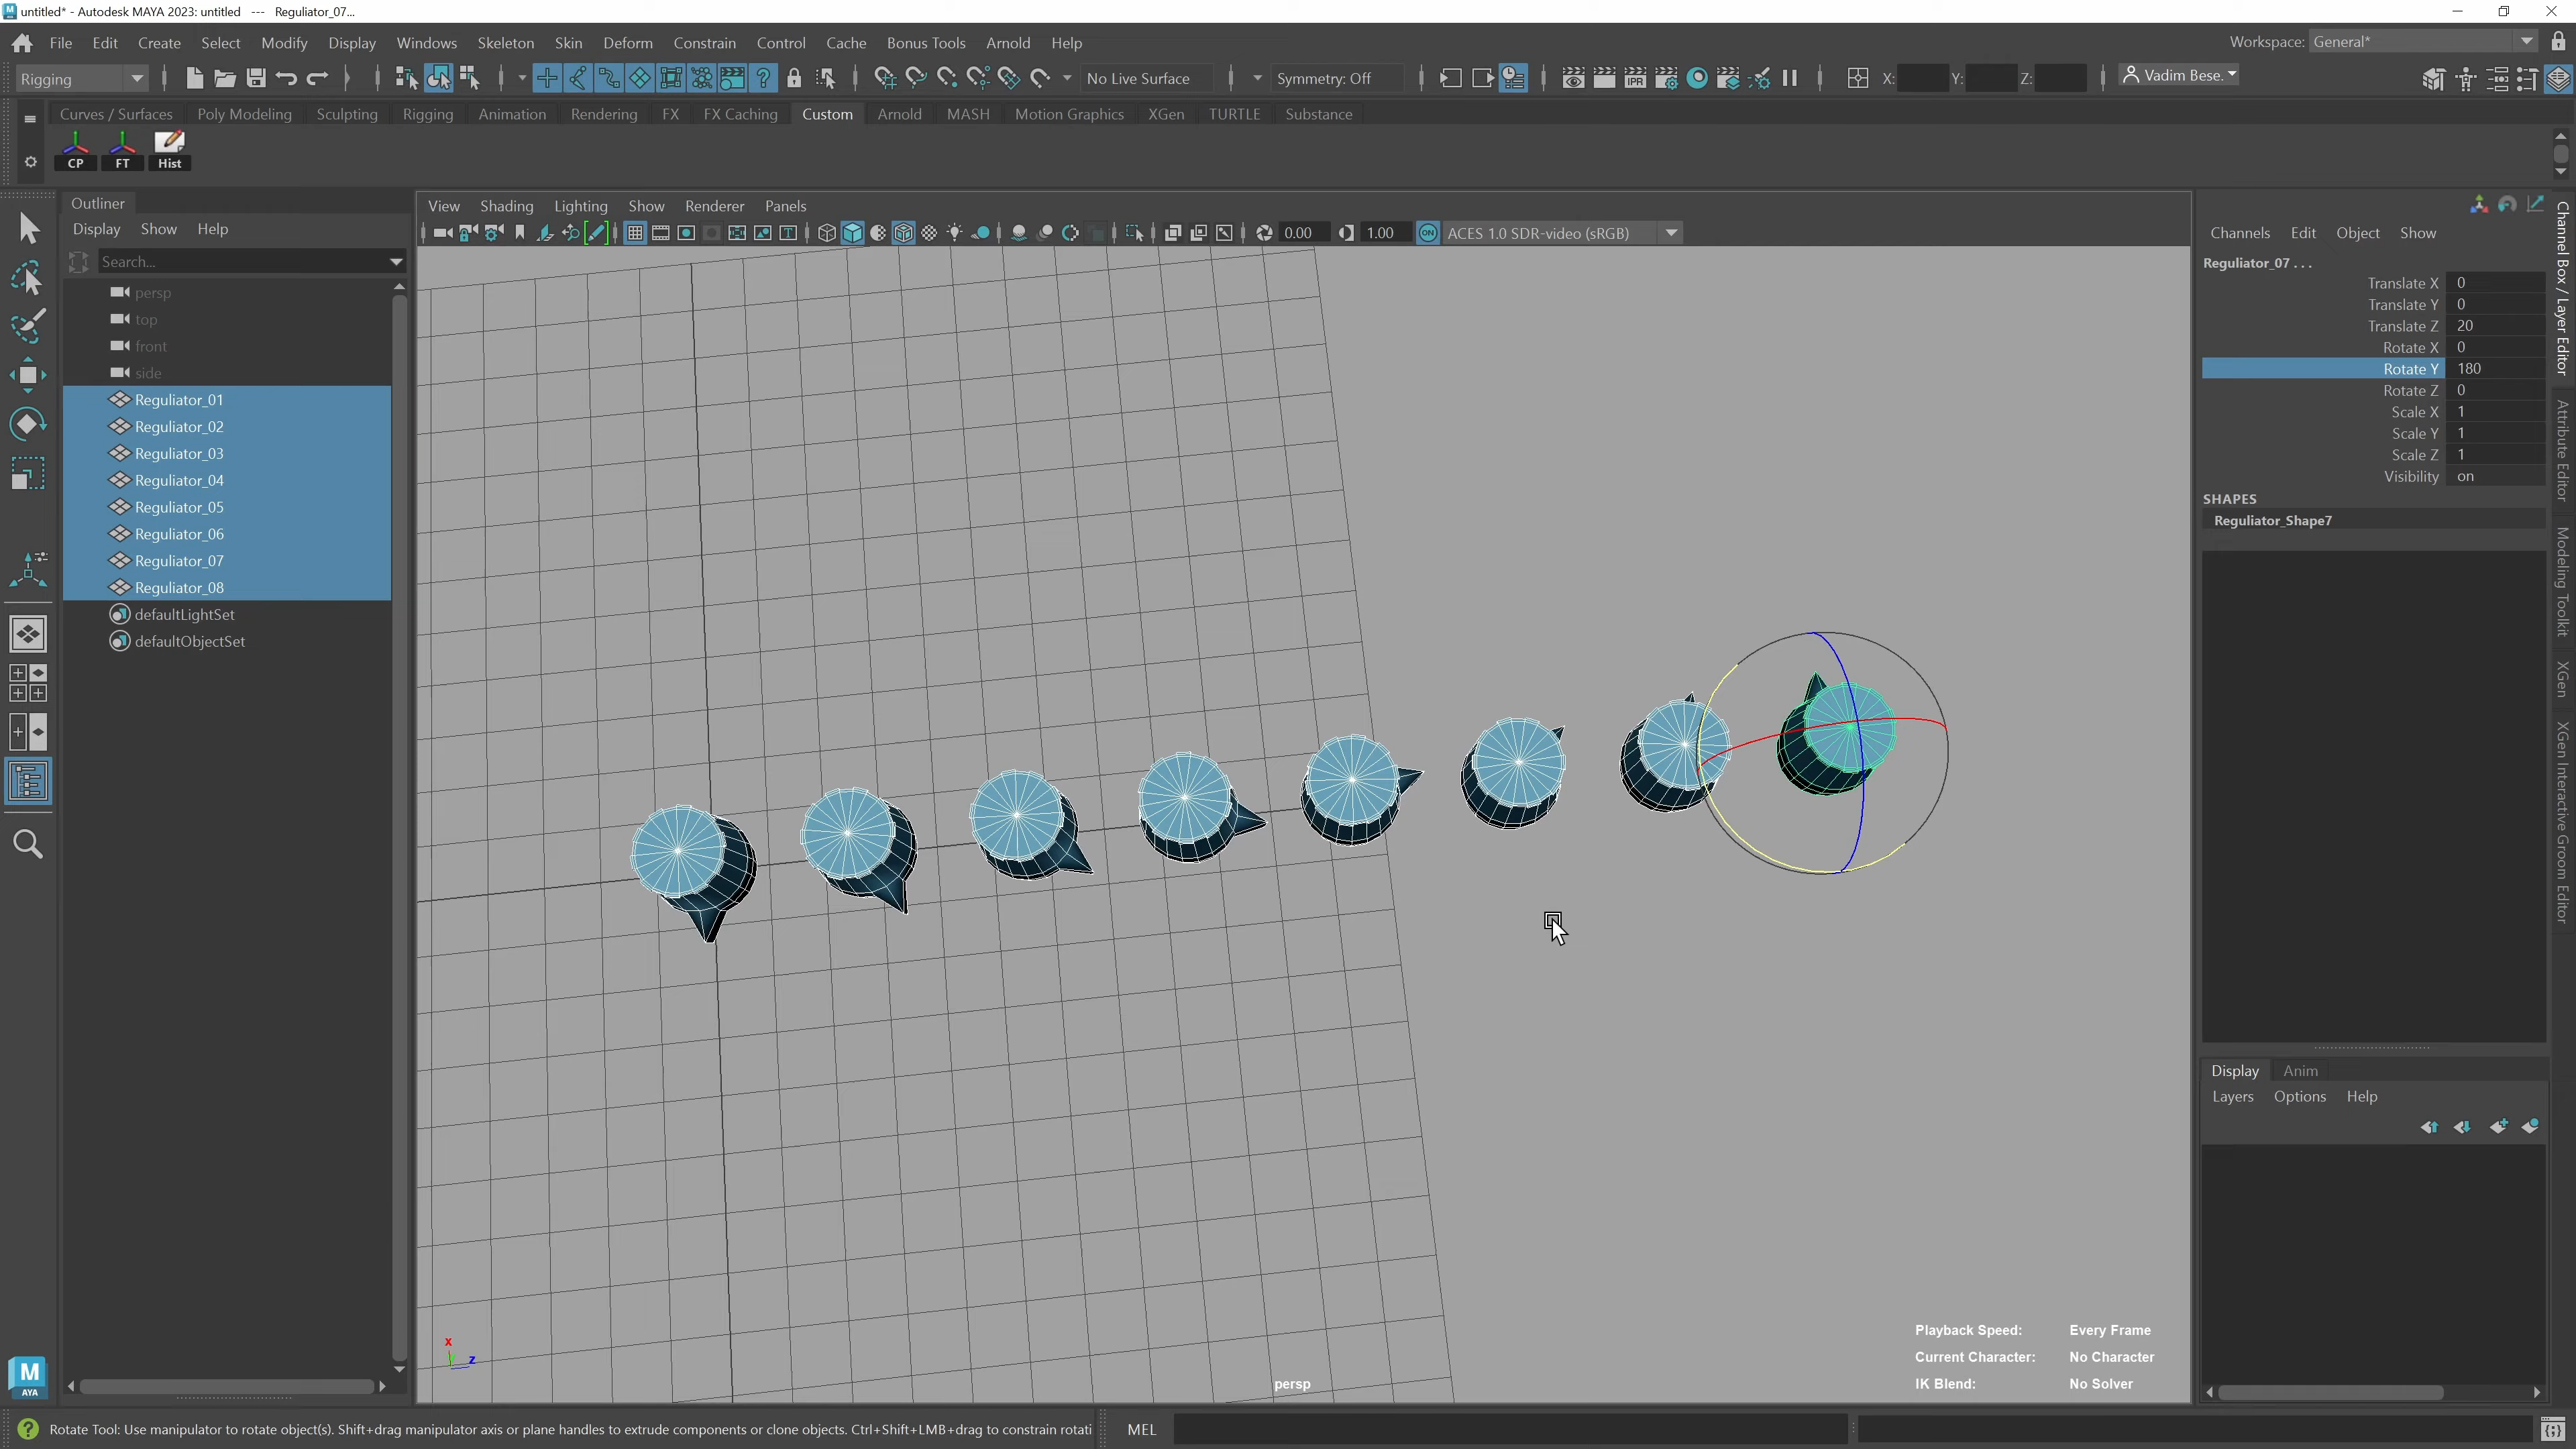 untitled* - Autodesk MAYA 2023: untitled --- Reguliator_07...
File Edit Create Select Modify Display Windows Skeleton Skin Deform Constrain Control Cache Bonus Tools Arnold Help
Workspace: General*
Rigging
No Live Surface
Symmetry: Off
IPR
X: Y: Z:
Vadim Bese.
Curves / Surfaces Poly Modeling Sculpting Rigging Animation Rendering FX FX Caching Custom Arnold MASH Motion Graphics XGen TURTLE Substance
CP FT Hist
Outliner
Display Show Help
Search...
persp
top
front
side
Reguliator_01
Reguliator_02
Reguliator_03
Reguliator_04
Reguliator_05
Reguliator_06
Reguliator_07
Reguliator_08
defaultLightSet
defaultObjectSet
View Shading Lighting Show Renderer Panels
0.00 1.00 ON ACES 1.0 SDR-video (sRGB)
x
y
z
persp
Playback Speed: Every Frame
Current Character: No Character
IK Blend: No Solver
Channels Edit Object Show
Reguliator_07 . . .
Translate X 0
Translate Y 0
Translate Z 20
Rotate X 0
Rotate Y 180
Rotate Z 0
Scale X 1
Scale Y 1
Scale Z 1
Visibility on
SHAPES
Reguliator_Shape7
Display Anim
Layers Options Help
Channel Box / Layer Editor
Attribute Editor
Modeling Toolkit
XGen
XGen Interactive Groom Editor
M
AYA
Rotate Tool: Use manipulator to rotate object(s). Shift+drag manipulator axis or plane handles to extrude components or clone objects. Ctrl+Shift+LMB+drag to constrain rotati
MEL